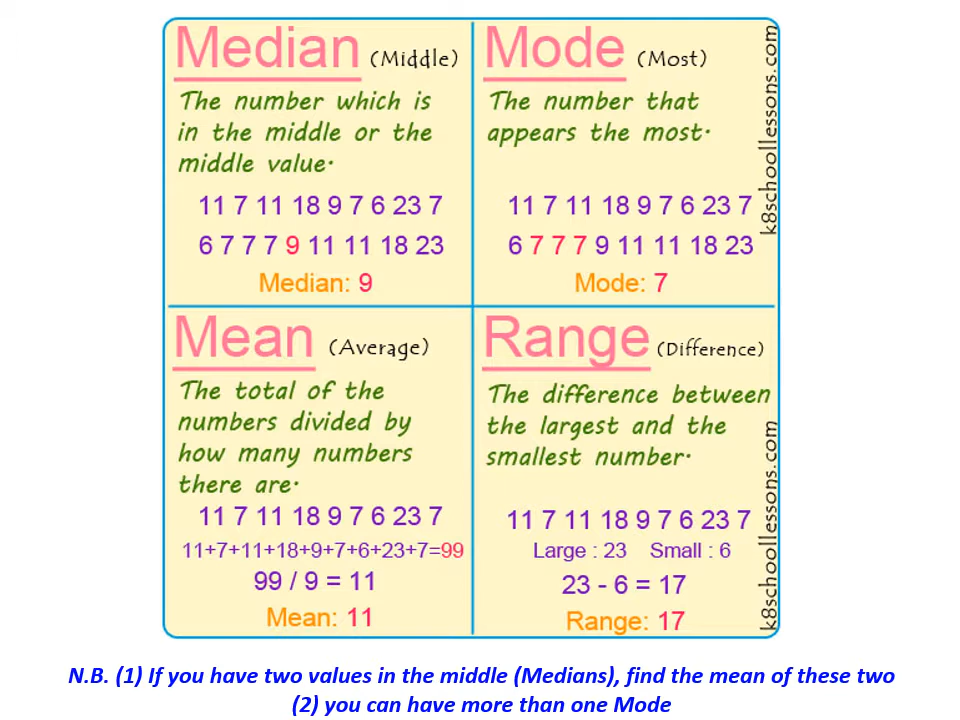 Median (Middle)
The number which is
in the middle or the
middle value.
11 7 11 18 9 7 6 23 7
6 7 7 7 9 11 11 18 23
Median: 9
Mode (Most)
The number that
appears the most.
11 7 11 18 9 7 6 23 7
6 7 7 7 9 11 11 18 23
Mode: 7
k8schoollessons.com
Mean (Average)
The total of the
numbers divided by
how many numbers
there are.
11 7 11 18 9 7 6 23 7
11+7+11+18+9+7+6+23+7=99
99 / 9 = 11
Mean: 11
Range (Difference)
The difference between
the largest and the
smallest number.
11 7 11 18 9 7 6 23 7
Large : 23 Small : 6
23 - 6 = 17
Range: 17
k8schoollessons.com
N.B. (1) If you have two values in the middle (Medians), find the mean of these two
(2) you can have more than one Mode